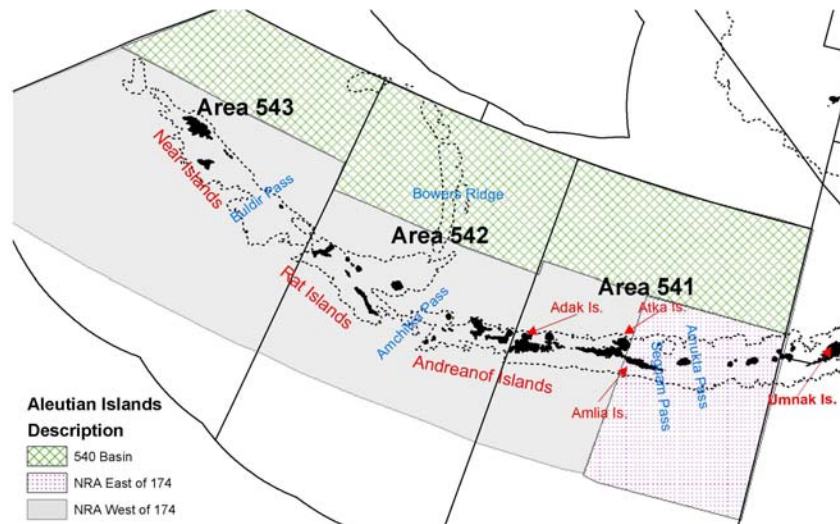 Area 543
Near Islands
Buldir Pass
Bowers Ridge
Area 542
Rat Islands
Amchitka Pass
Area 541
Adak Is.
Atka Is.
Andreanof Islands
Seguam Pass
Amukta Pass
Amlia Is.
Umnak Is.
Aleutian Islands
Description
540 Basin
NRA East of 174
NRA West of 174